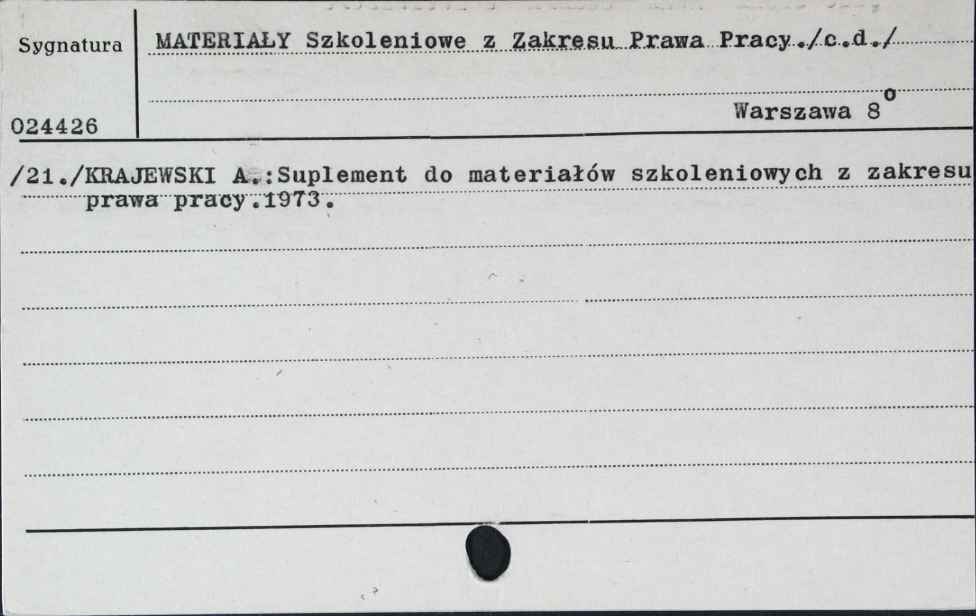 Sygnatura
MATERIAŁY Szkoleniowe z Zakresu Prawa Pracy./c.d./
Warszawa 8°
024426
/21./KRAJEWSKI A.:Suplement do materiałów szkoleniowych z zakresu
prawa pracy.1973.